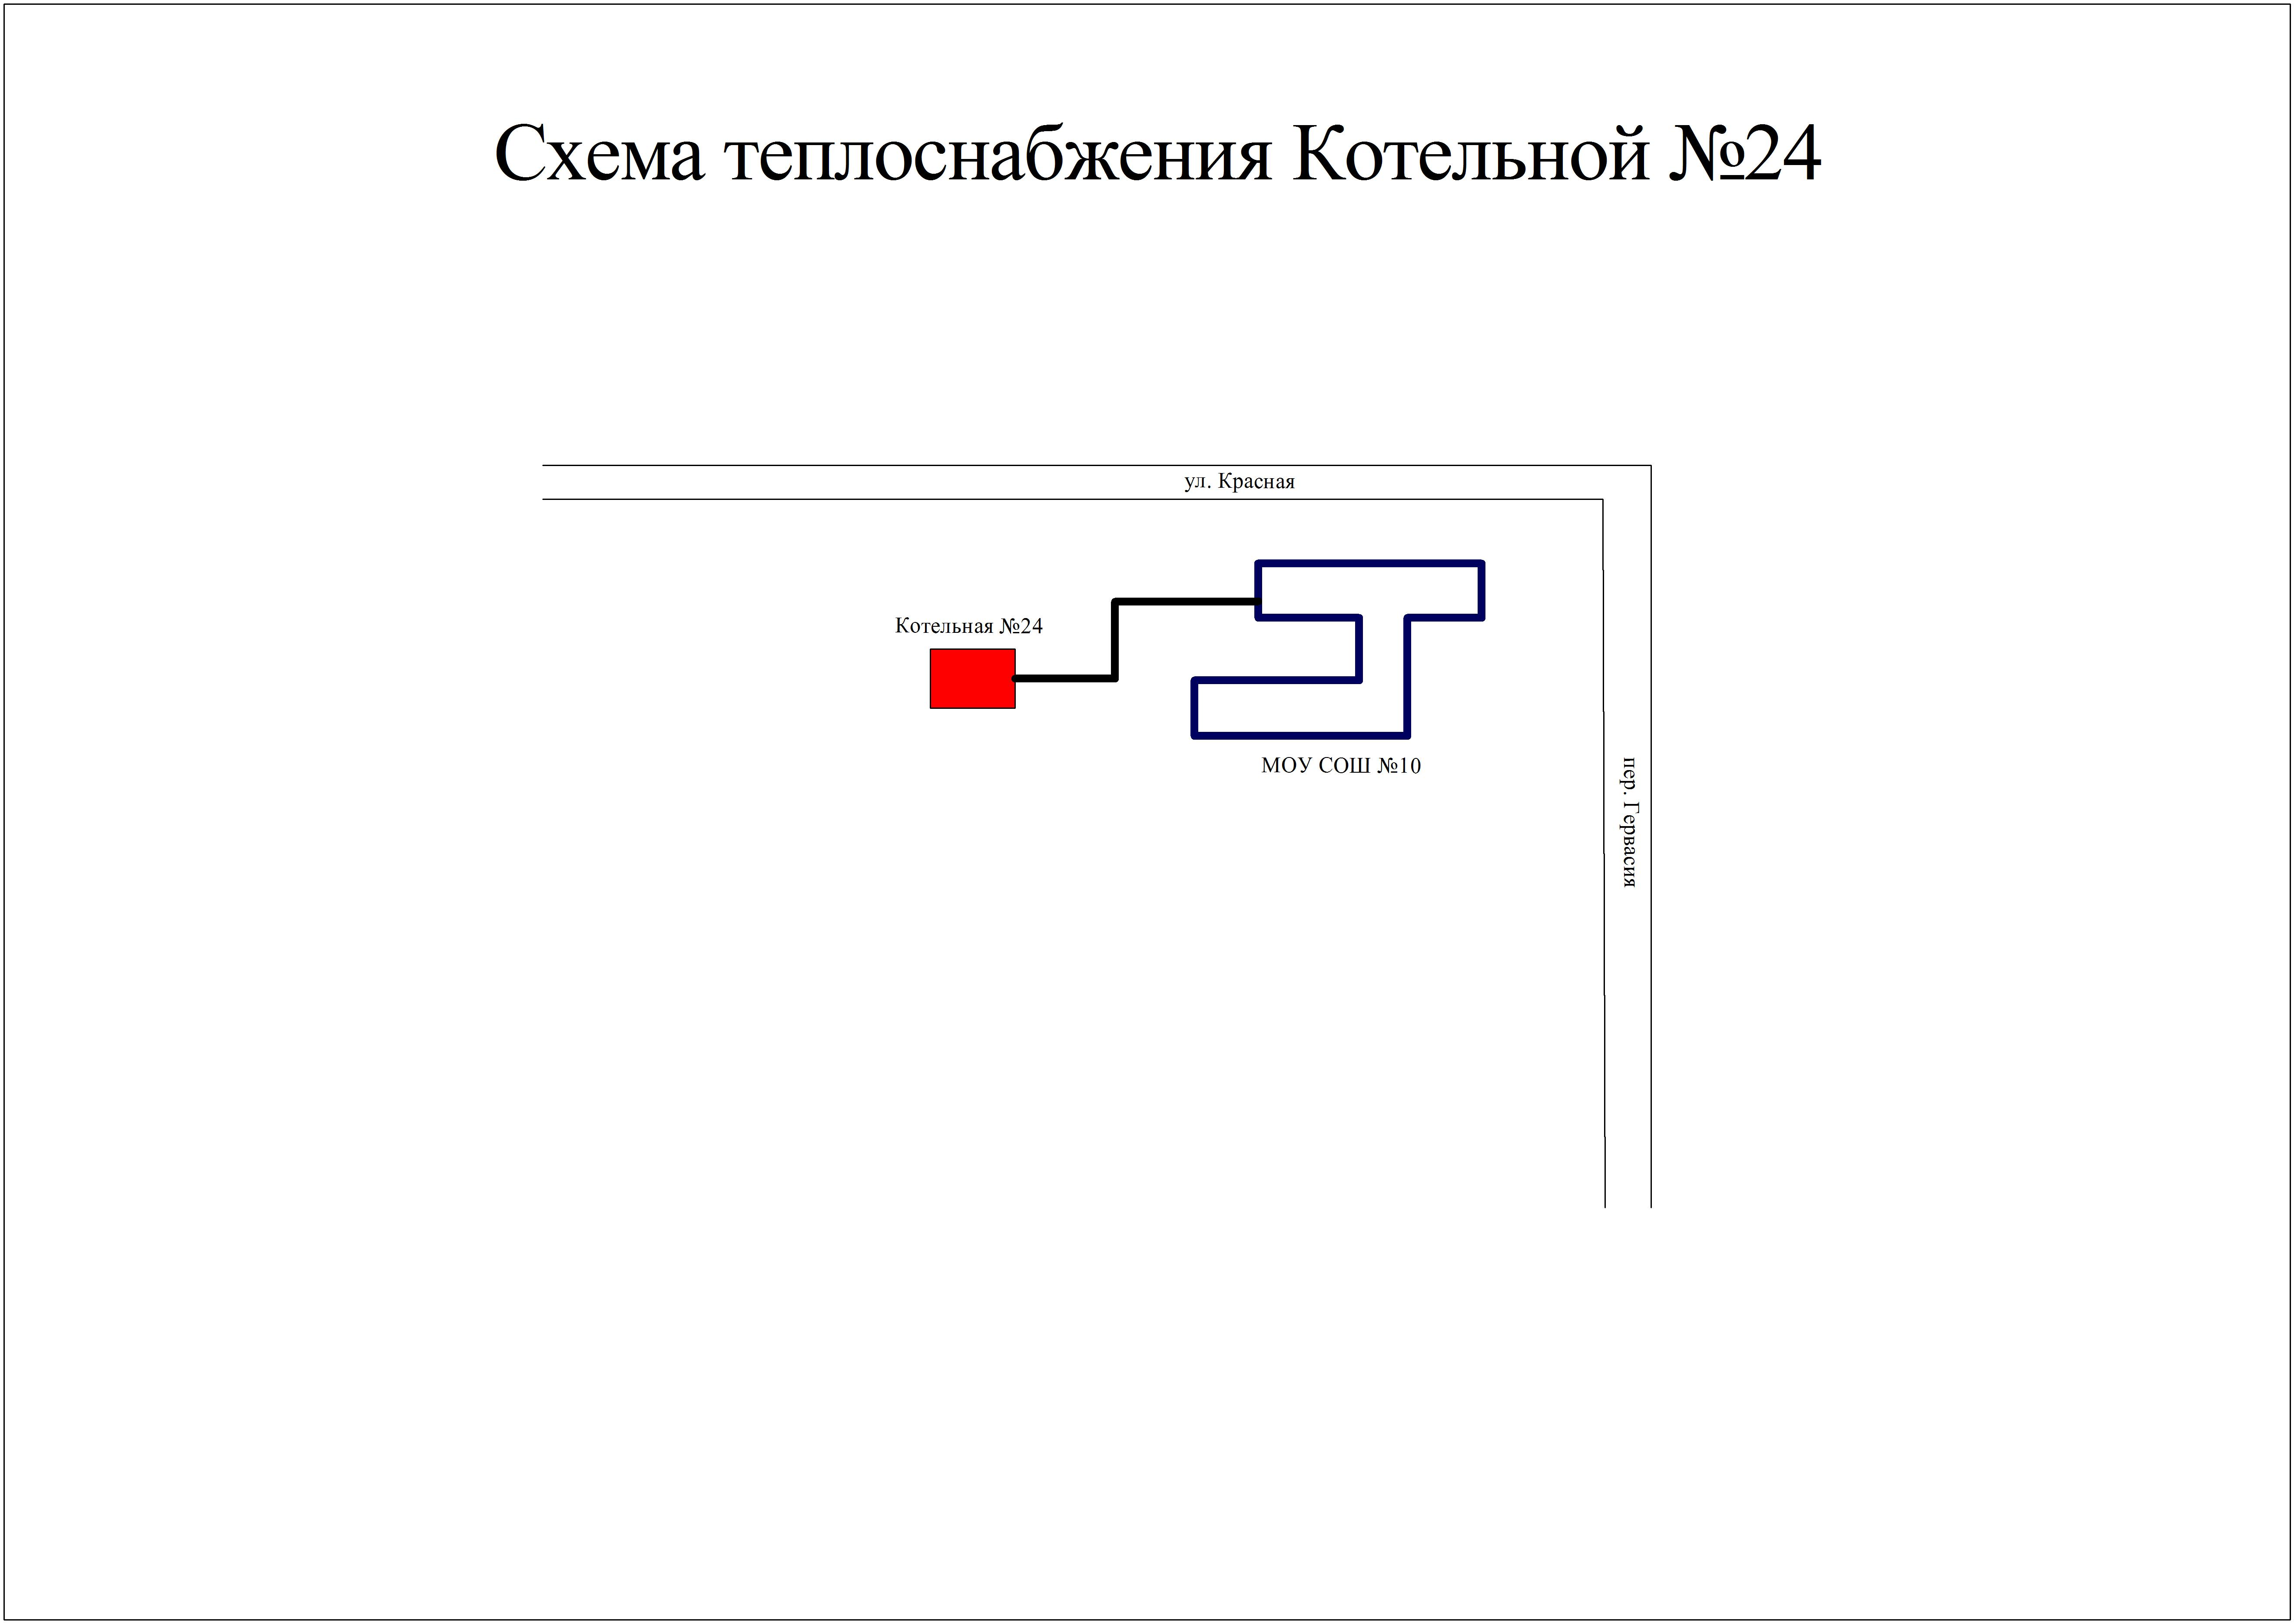 Схема теплоснабжения Котельной №24
ул. Красная
Котельная №24
МОУ СОШ №10
пер. Гервасия